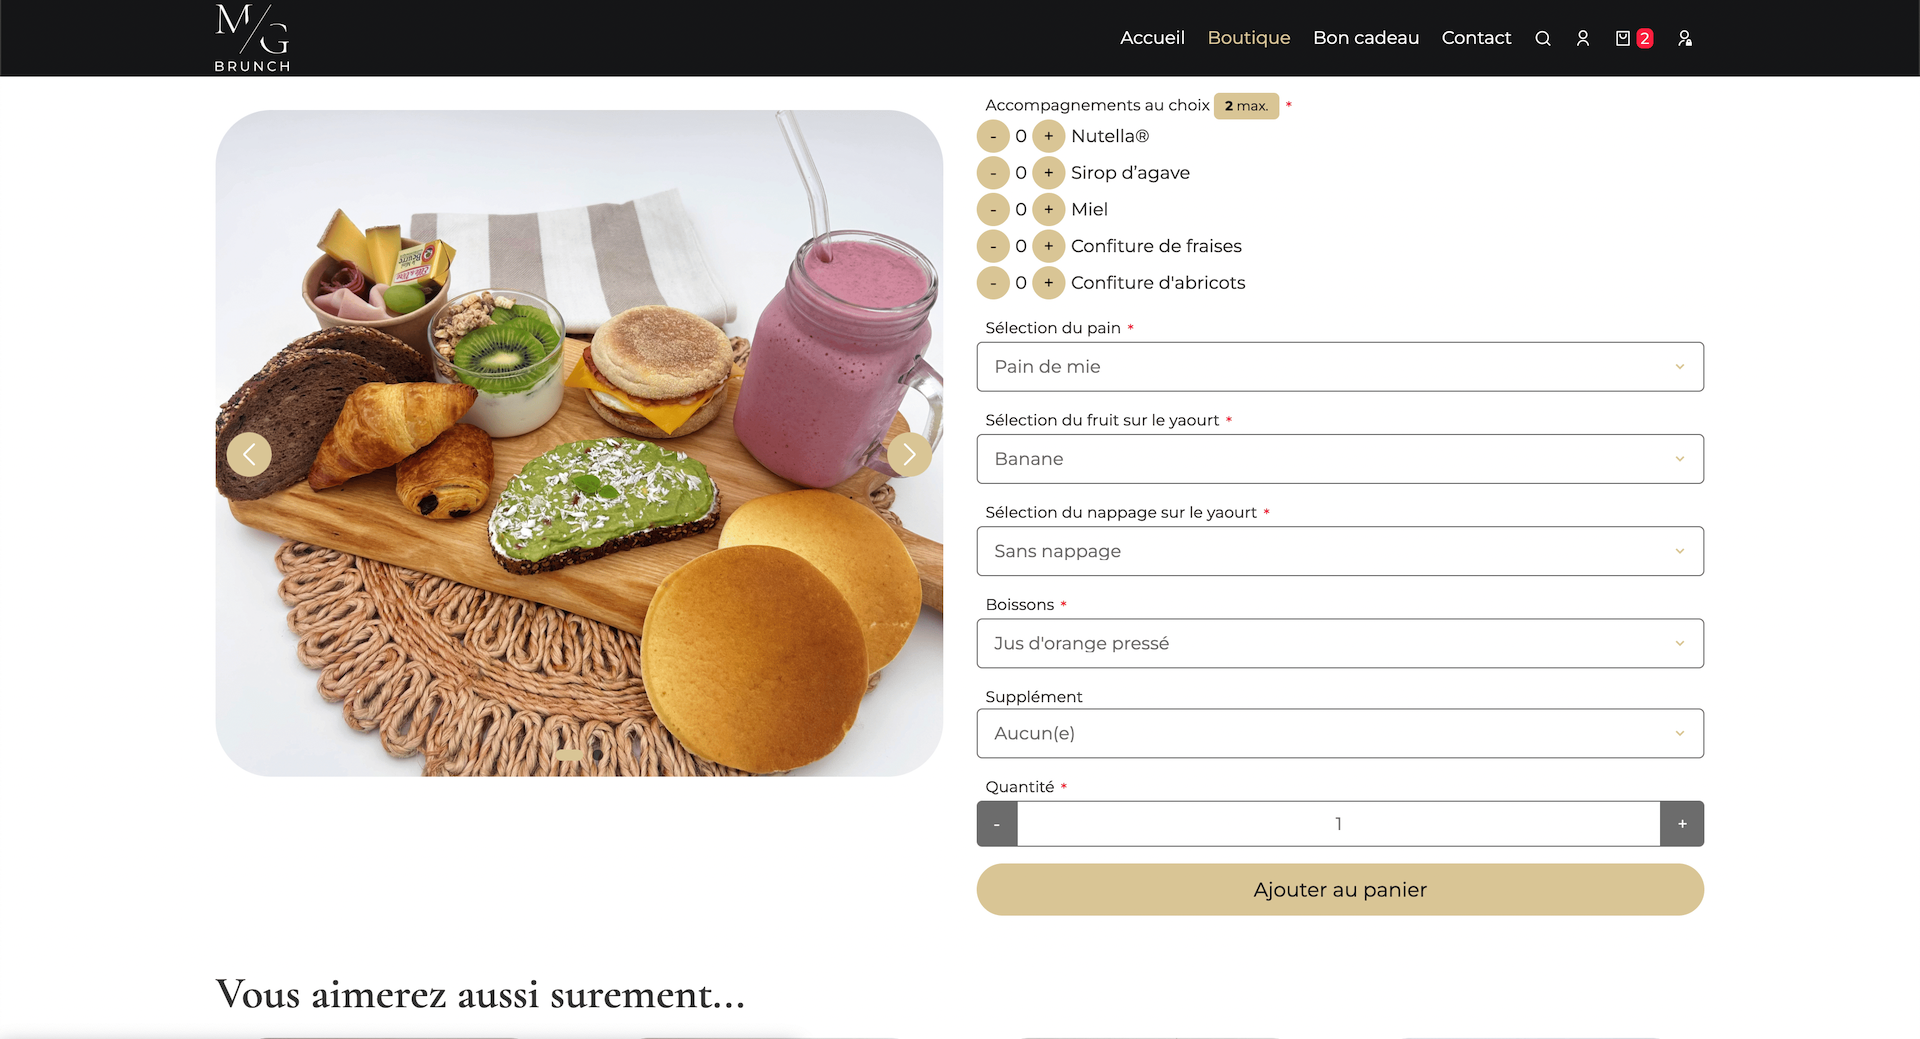 M/G
BRUNCH
Accueil Boutique Bon cadeau Contact 2
Accompagnements au choix 2 max. *
- 0 + Nutella®
- 0 + Sirop d’agave
- 0 + Miel
- 0 + Confiture de fraises
- 0 + Confiture d'abricots
Sélection du pain *
Pain de mie
Sélection du fruit sur le yaourt *
Banane
Sélection du nappage sur le yaourt *
Sans nappage
Boissons *
Jus d'orange pressé
Supplément
Aucun(e)
Quantité *
- 1 +
Ajouter au panier
Vous aimerez aussi surement...